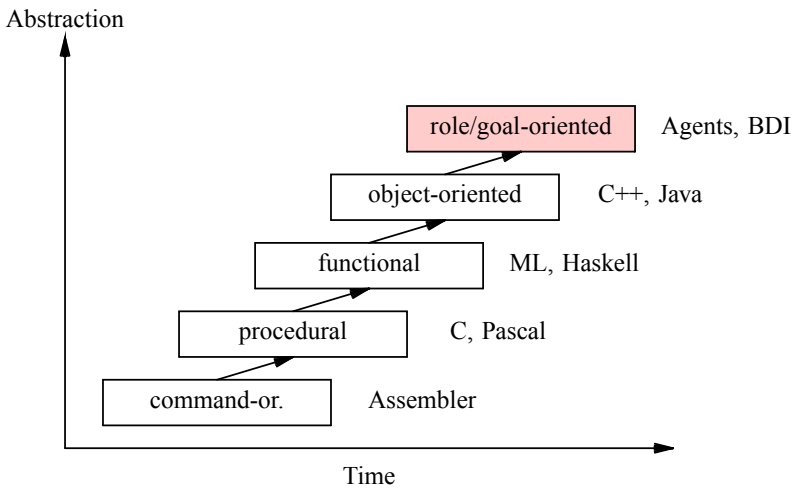 Abstraction
role/goal-oriented Agents, BDI
object-oriented C++, Java
functional ML, Haskell
procedural C, Pascal
command-or. Assembler
Time